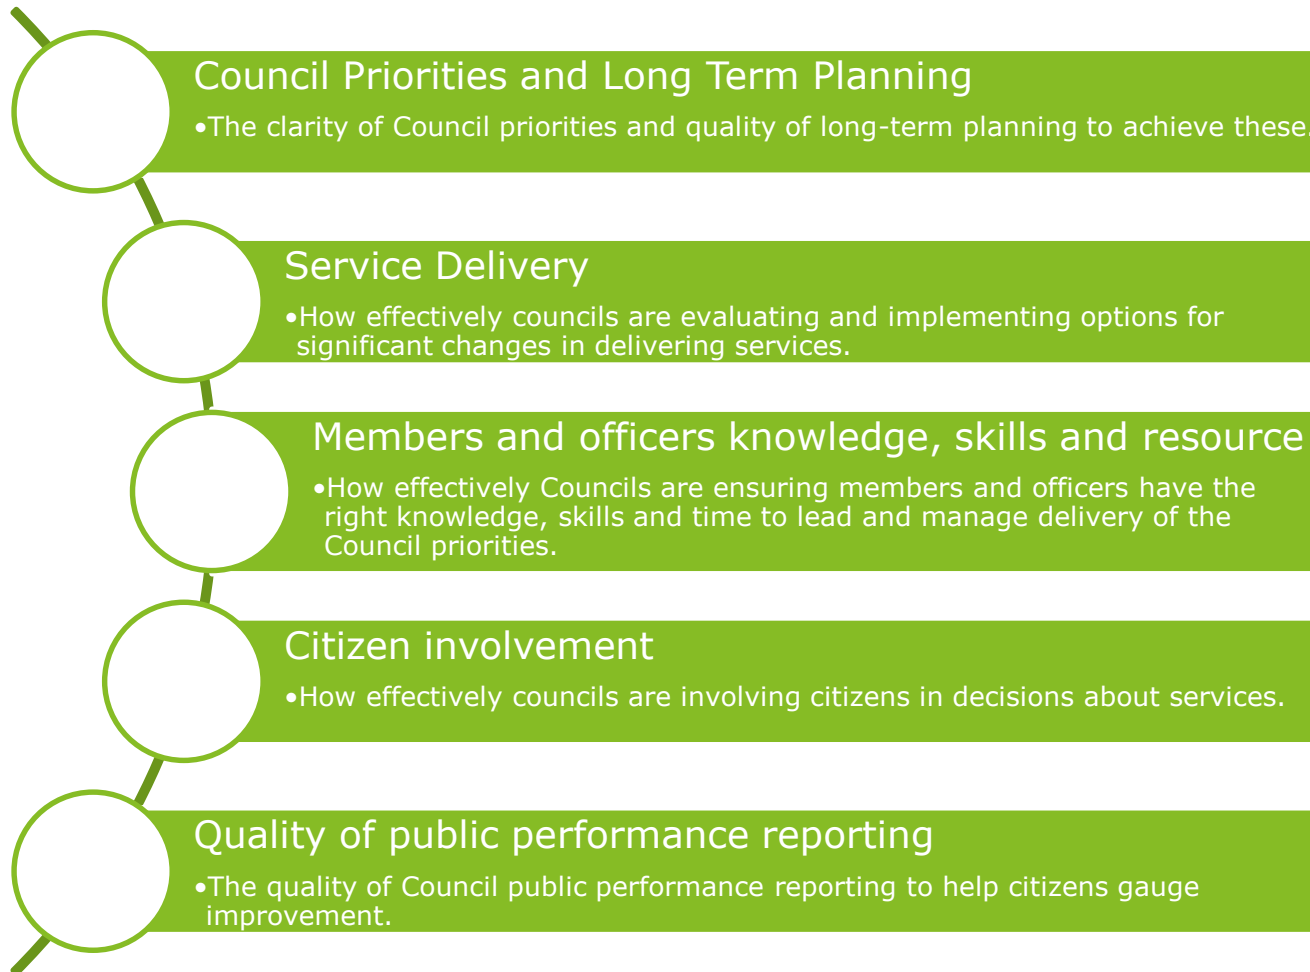 Council Priorities and Long Term Planning
•The clarity of Council priorities and quality of long-term planning to achieve these.
Service Delivery
•How effectively councils are evaluating and implementing options for
significant changes in delivering services.
Members and officers knowledge, skills and resource
•How effectively Councils are ensuring members and officers have the
right knowledge, skills and time to lead and manage delivery of the
Council priorities.
Citizen involvement
•How effectively councils are involving citizens in decisions about services.
Quality of public performance reporting
•The quality of Council public performance reporting to help citizens gauge
improvement.